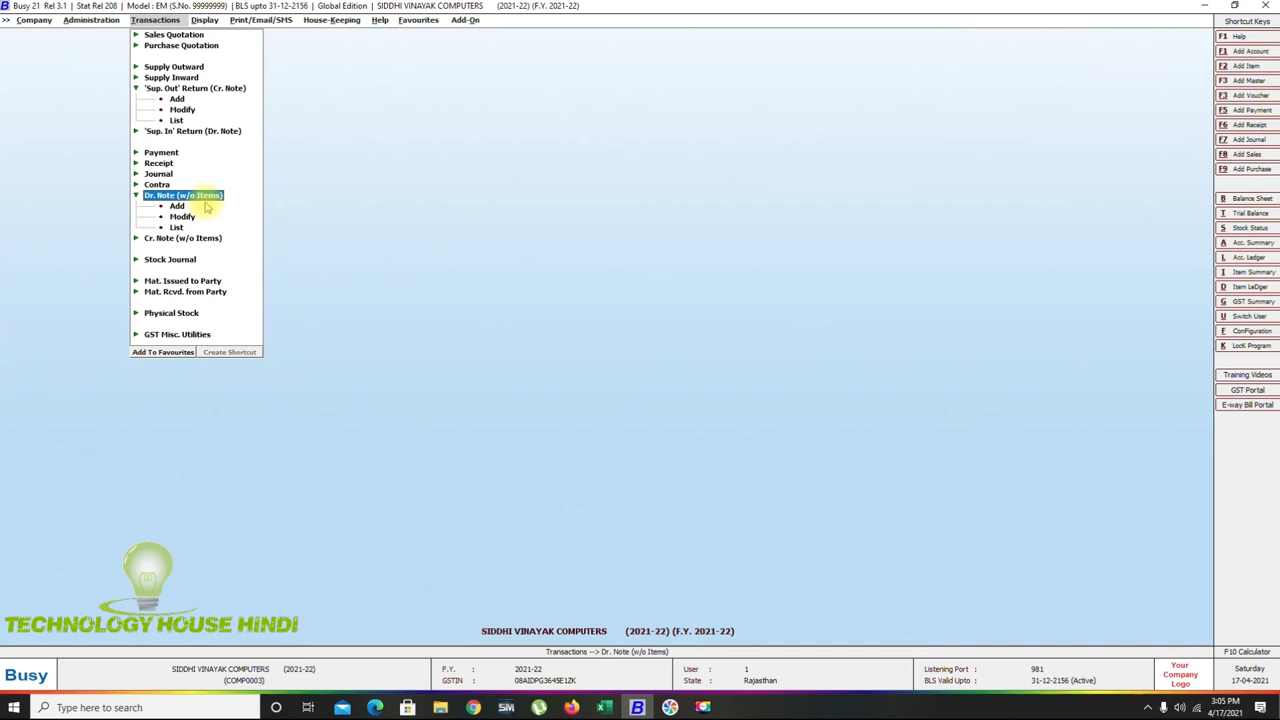 Busy 21 Rel 3.1 | Stat Rel 208 | Model : EM (S.No. 99999999) | BLS upto 31-12-2156 | Global Edition | SIDDHI VINAYAK COMPUTERS (2021-22) (F.Y. 2021-22)
>> Company Administration Transactions Display Print/Email/SMS House-Keeping Help Favourites Add-On
Shortcut Keys
Sales Quotation
Purchase Quotation
Supply Outward
Supply Inward
'Sup. Out' Return (Cr. Note)
Add
Modify
List
'Sup. In' Return (Dr. Note)
Payment
Receipt
Journal
Contra
Dr. Note (w/o Items)
Add
Modify
List
Cr. Note (w/o Items)
Stock Journal
Mat. Issued to Party
Mat. Rcvd. from Party
Physical Stock
GST Misc. Utilities
Add To Favourites Create Shortcut
F1 Help
F1 Add Account
F2 Add Item
F3 Add Master
F3 Add Voucher
F5 Add Payment
F6 Add Receipt
F7 Add Journal
F8 Add Sales
F9 Add Purchase
B Balance Sheet
T Trial Balance
S Stock Status
A Acc. Summary
L Acc. Ledger
I Item Summary
D Item LeDger
G GST Summary
U Switch User
F ConFiguration
K LocK Program
Training Videos
GST Portal
E-way Bill Portal
TECHNOLOGY HOUSE HINDI
SIDDHI VINAYAK COMPUTERS (2021-22) (F.Y. 2021-22)
Transactions --> Dr. Note (w/o Items)
F10 Calculator
Busy
SIDDHI VINAYAK COMPUTERS (2021-22)
(COMP0003)
F.Y. : 2021-22
GSTIN : 08AIDPG3645E1ZK
User : 1
State : Rajasthan
Listening Port : 981
BLS Valid Upto : 31-12-2156 (Active)
Your
Company
Logo
Saturday
17-04-2021
Type here to search
3:05 PM
4/17/2021